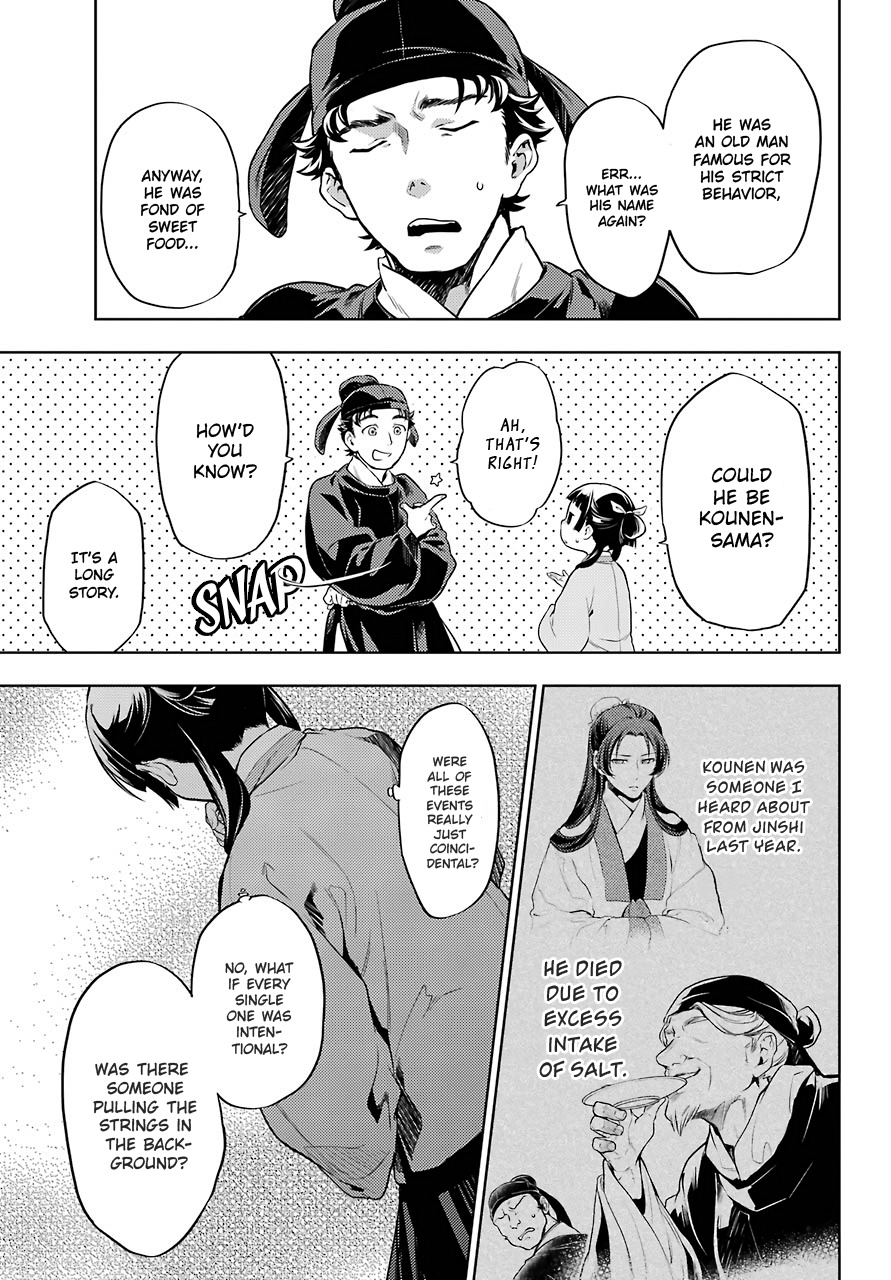 HE WAS
AN OLD MAN
FAMOUS FOR
HIS STRICT
BEHAVIOR,
ERR...
WHAT WAS
HIS NAME
AGAIN?
ANYWAY,
HE WAS
FOND OF
SWEET
FOOD...
COULD
HE BE
KOUNEN-
SAMA?
AH,
THAT'S
RIGHT!
SNAP
HOW'D
YOU
KNOW?
IT'S A
LONG
STORY.
KOUNEN WAS
SOMEONE I
HEARD ABOUT
FROM JINSHI
LAST YEAR.
HE DIED
DUE TO
EXCESS
INTAKE
OF SALT.
WERE
ALL OF
THESE
EVENTS
REALLY
JUST
COINCI-
DENTAL?
NO, WHAT
IF EVERY
SINGLE
ONE WAS
INTEN-
TIONAL?
WAS THERE
SOMEONE
PULLING THE
STRINGS IN
THE BACK-
GROUND?